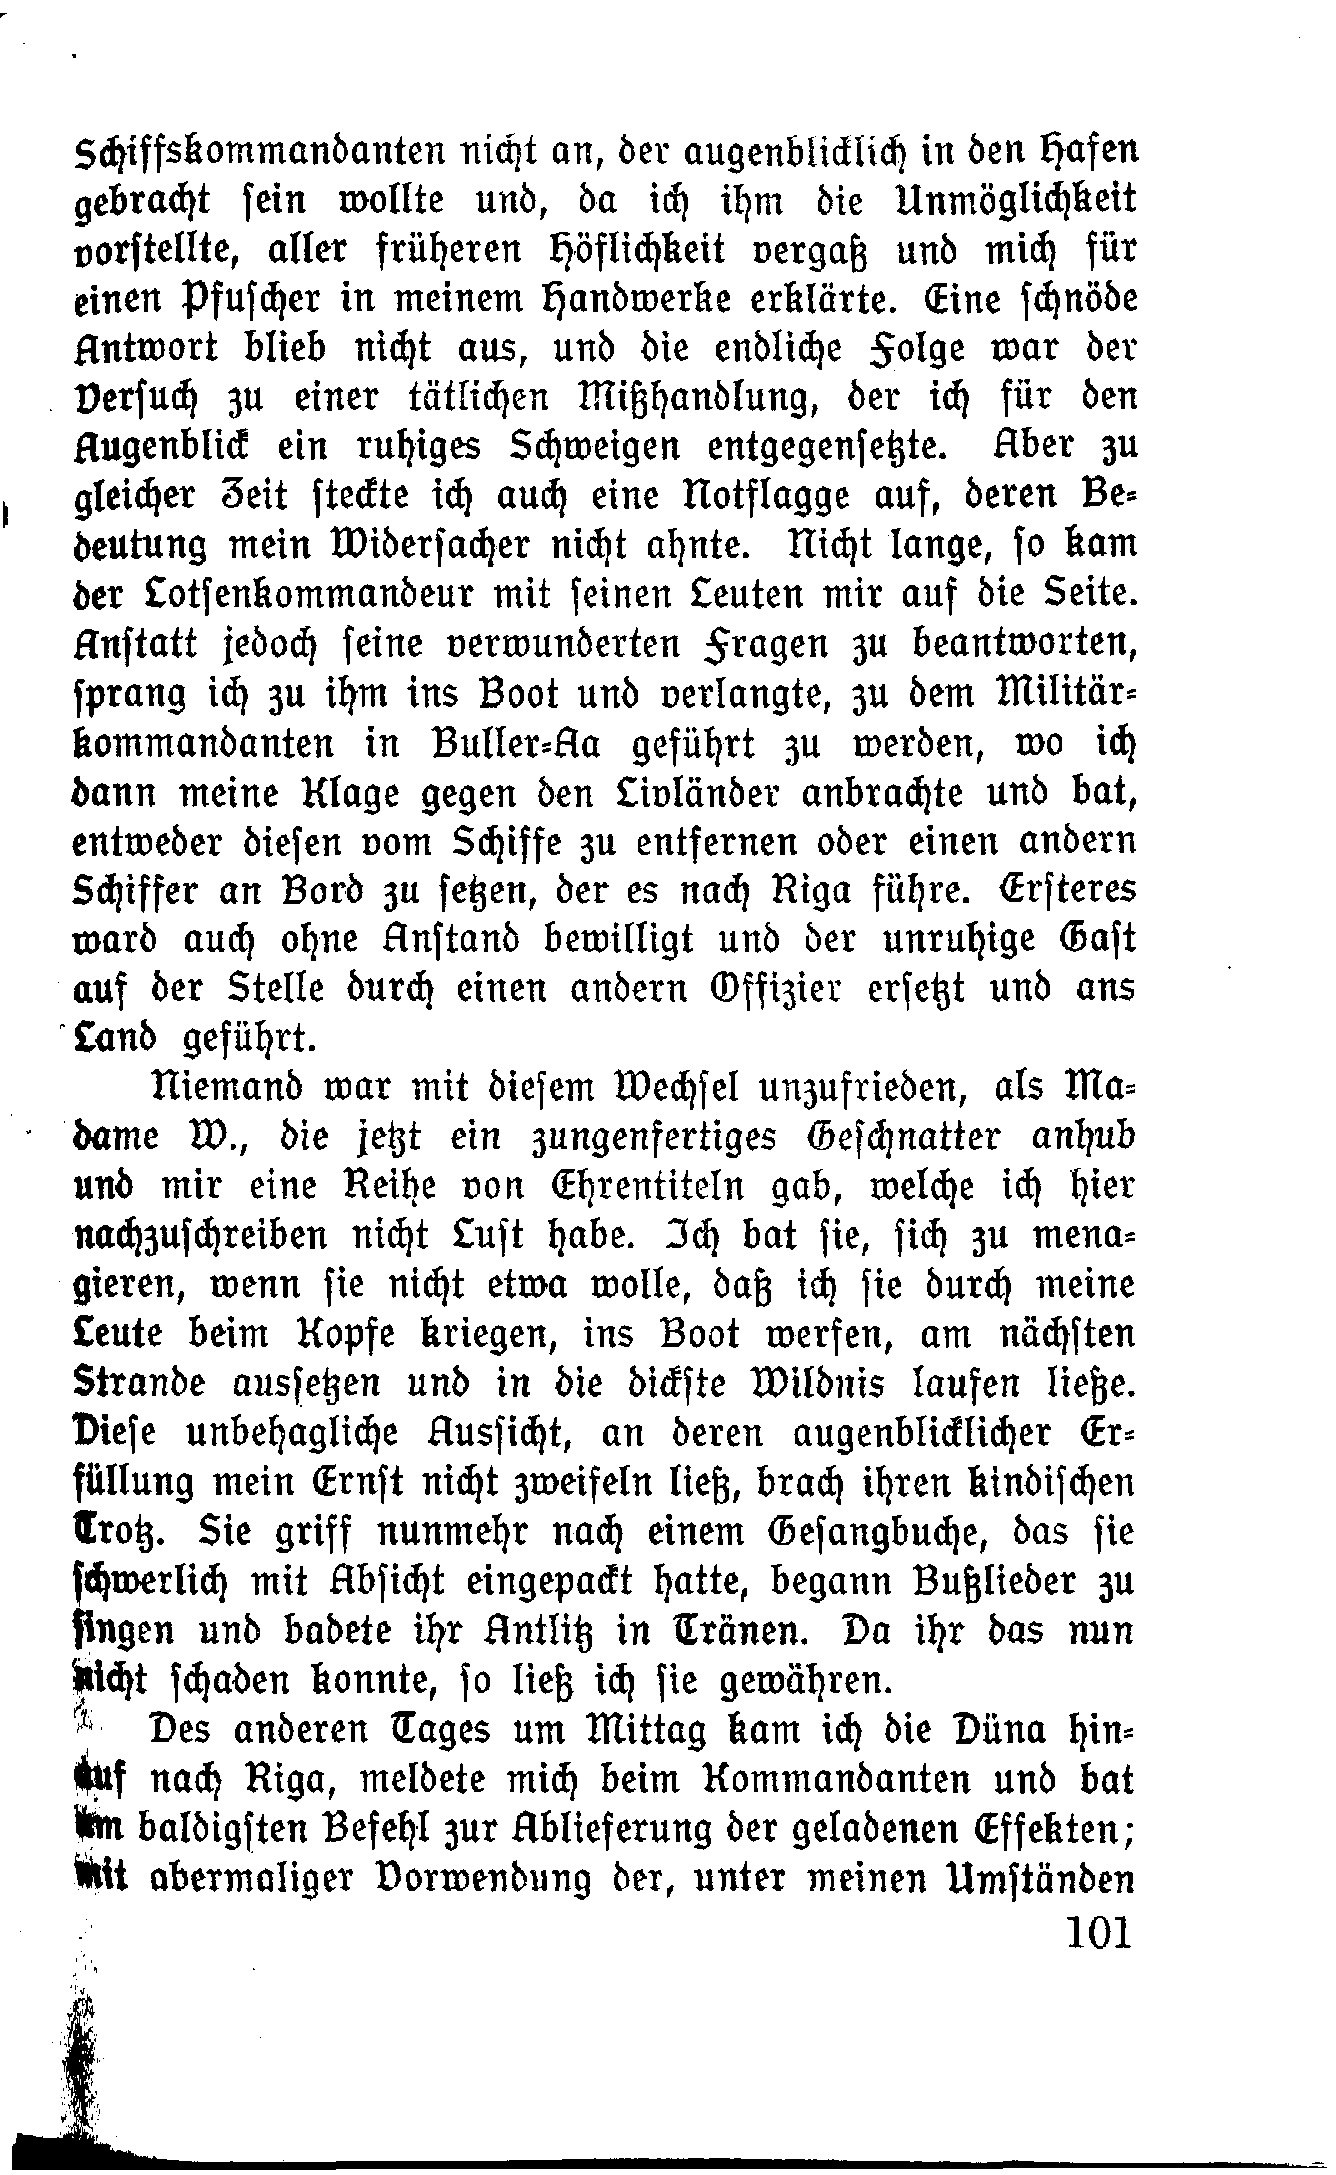 Schiffskommandanten nicht an, der augenblicklich in den Hafen
gebracht sein wollte und, da ich ihm die Unmöglichkeit
vorstellte, aller früheren Höflichkeit vergaß und mich für
einen Pfuscher in meinem Handwerke erklärte. Eine schnöde
Antwort blieb nicht aus, und die endliche Folge war der
Versuch zu einer tätlichen Mißhandlung, der ich für den
Augenblick ein ruhiges Schweigen entgegensetzte. Aber zu
gleicher Zeit steckte ich auch eine Notflagge auf, deren Be-
deutung mein Widersacher nicht ahnte. Nicht lange, so kam
der Lotsenkommandeur mit seinen Leuten mir auf die Seite.
Anstatt jedoch seine verwunderten Fragen zu beantworten,
sprang ich zu ihm ins Boot und verlangte, zu dem Militär-
kommandanten in Buller-Aa geführt zu werden, wo ich
dann meine Klage gegen den Livländer anbrachte und bat,
entweder diesen vom Schiffe zu entfernen oder einen andern
Schiffer an Bord zu setzen, der es nach Riga führe. Ersteres
ward auch ohne Anstand bewilligt und der unruhige Gast
auf der Stelle durch einen andern Offizier ersetzt und ans
Land geführt.
Niemand war mit diesem Wechsel unzufrieden, als Ma-
dame W., die jetzt ein zungenfertiges Geschnatter anhub
und mir eine Reihe von Ehrentiteln gab, welche ich hier
nachzuschreiben nicht Lust habe. Ich bat sie, sich zu mena-
gieren, wenn sie nicht etwa wolle, daß ich sie durch meine
Leute beim Kopfe kriegen, ins Boot werfen, am nächsten
Strande aussetzen und in die dickste Wildnis laufen ließe.
Diese unbehagliche Aussicht, an deren augenblicklicher Er-
füllung mein Ernst nicht zweifeln ließ, brach ihren kindischen
Trotz. Sie griff nunmehr nach einem Gesangbuche, das sie
schwerlich mit Absicht eingepackt hatte, begann Bußlieder zu
singen und badete ihr Antlitz in Tränen. Da ihr das nun
nicht schaden konnte, so ließ ich sie gewähren.
Des anderen Tages um Mittag kam ich die Düna hin-
auf nach Riga, meldete mich beim Kommandanten und bat
um baldigsten Befehl zur Ablieferung der geladenen Effekten;
mit abermaliger Vorwendung der, unter meinen Umständen
101